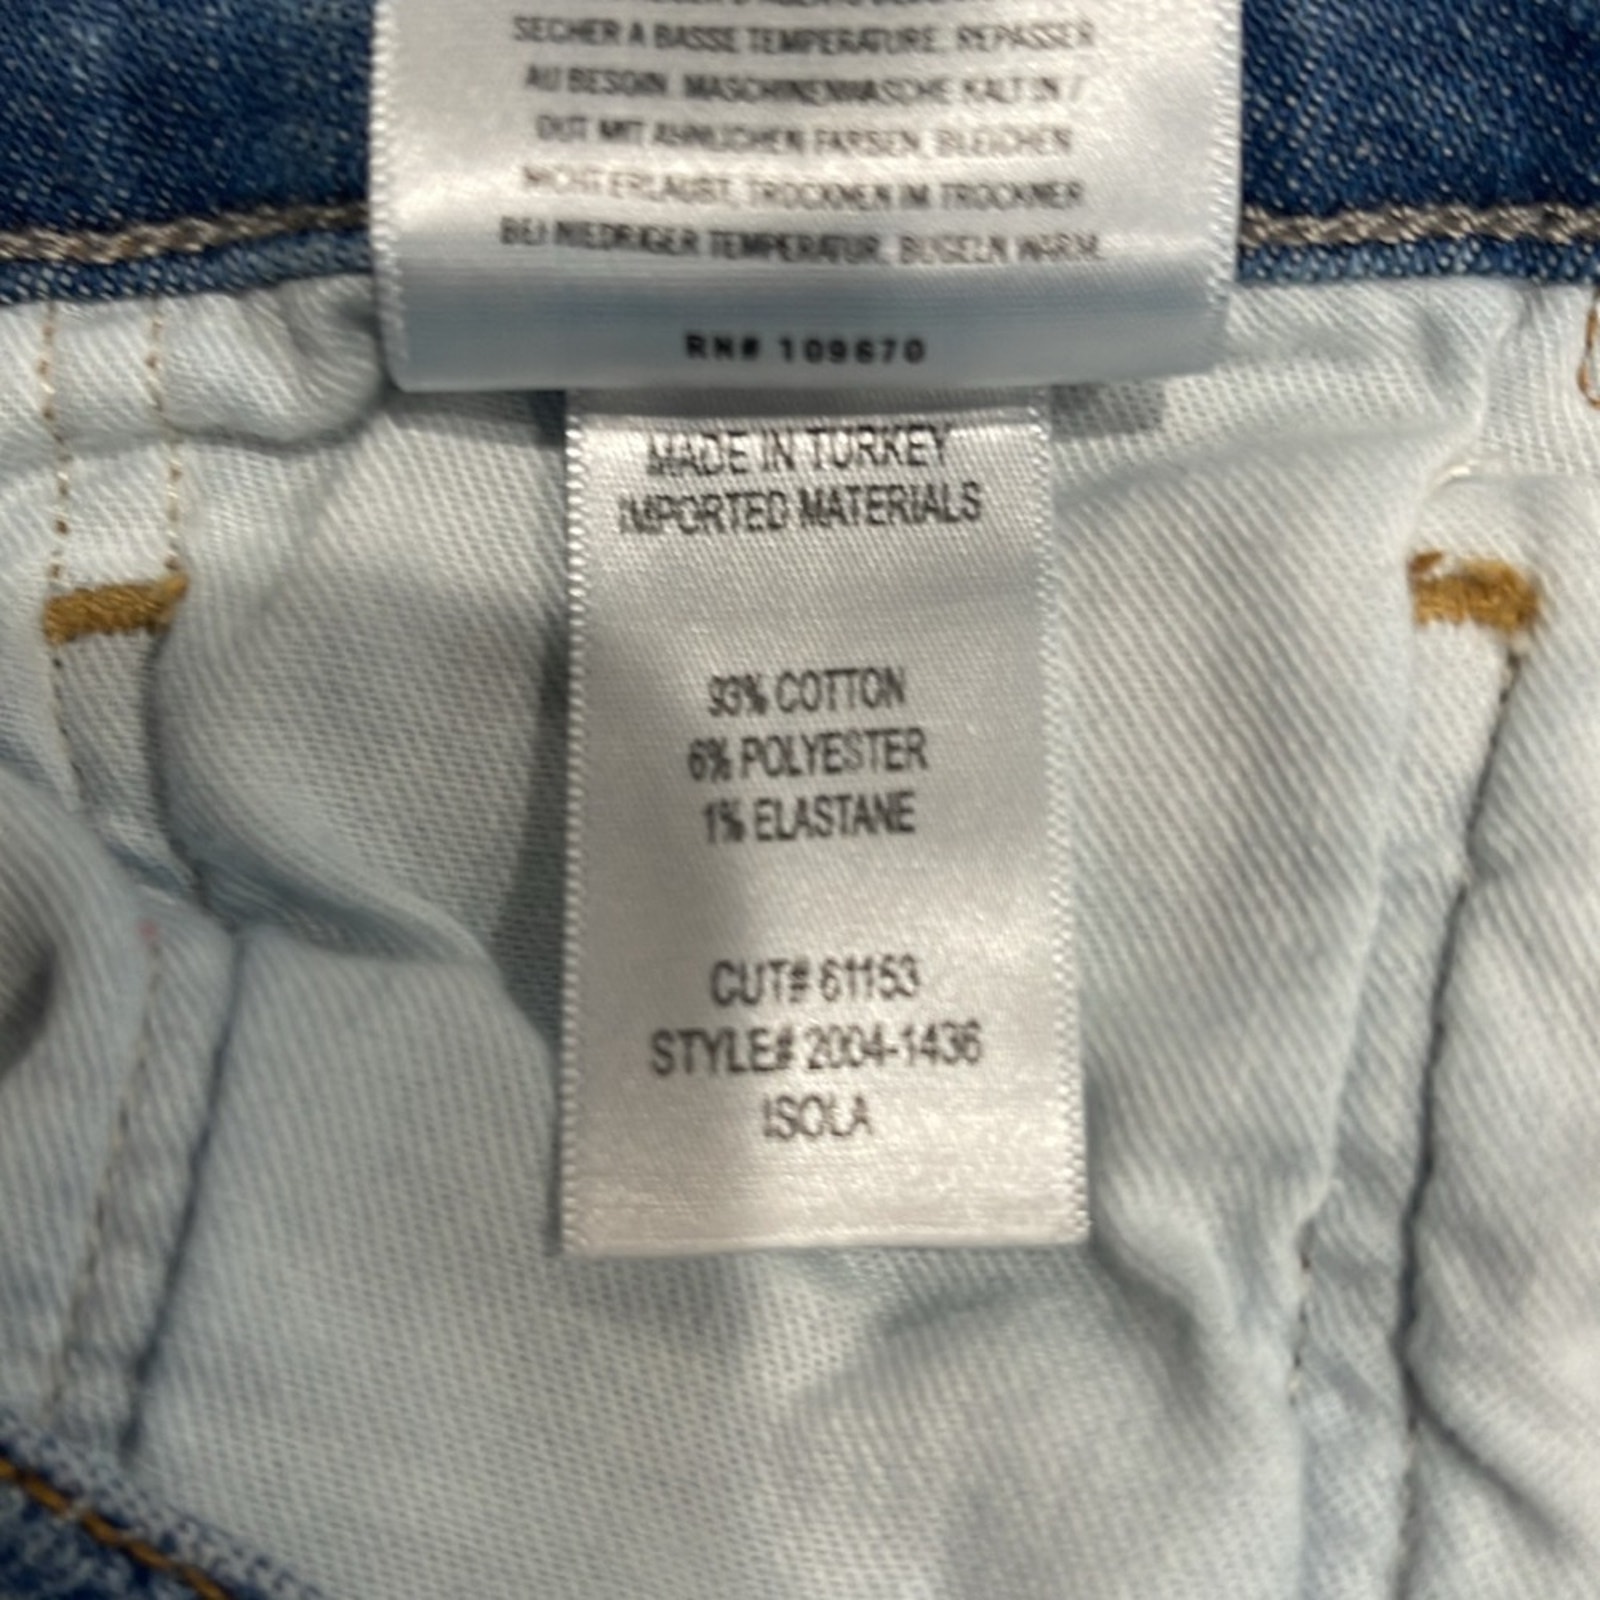 SECHER A BASSE TEMPERATURE. REPASSER
AU BESOIN. MASCHINENWASCHE KALT IN /
OUT MIT AHNLICHEN FARBEN, BLEICHEN
NICHT ERLAUBT, TROCKNEN IM TROCKNER
BEI NIEDRIGER TEMPERATUR, BUGELN WARM.
RN# 109670
MADE IN TURKEY
IMPORTED MATERIALS
93% COTTON
6% POLYESTER
1% ELASTANE
CUT# 61153
STYLE# 2004-1436
ISOLA